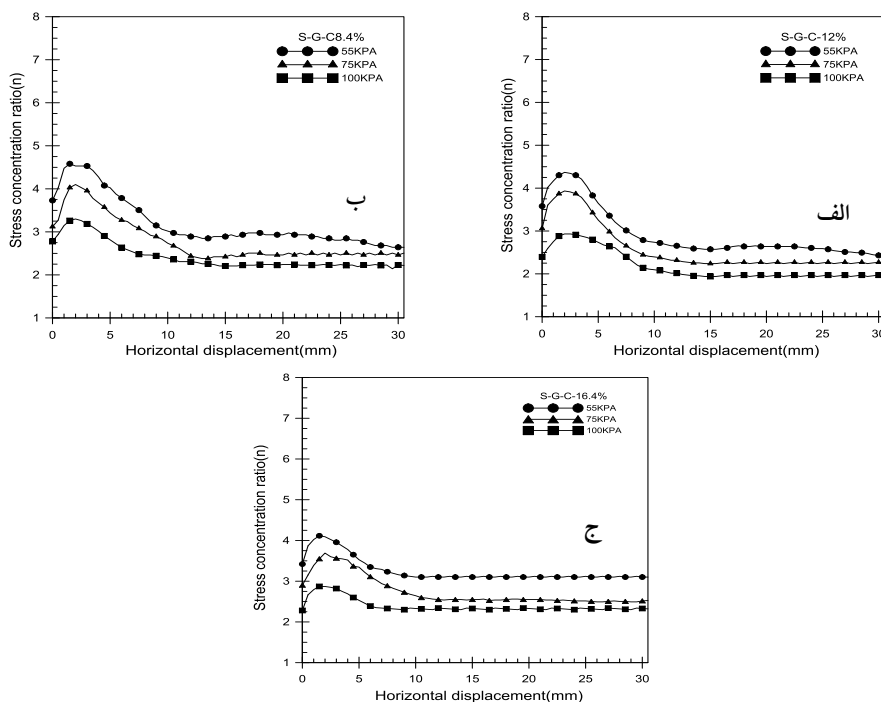 S-G-C8.4%
55KPA
75KPA
100KPA
Stress concentration ratio(n)
8
7
6
5
4
3
2
1
ب
0 5 10 15 20 25 30
Horizontal displacement(mm)
S-G-C-12%
55KPA
75KPA
100KPA
Stress concentration ratio(n)
8
7
6
5
4
3
2
1
الف
0 5 10 15 20 25 30
Horizontal displacement(mm)
S-G-C-16.4%
55KPA
75KPA
100KPA
Stress concentration ratio(n)
8
7
6
5
4
3
2
1
ج
0 5 10 15 20 25 30
Horizontal displacement(mm)